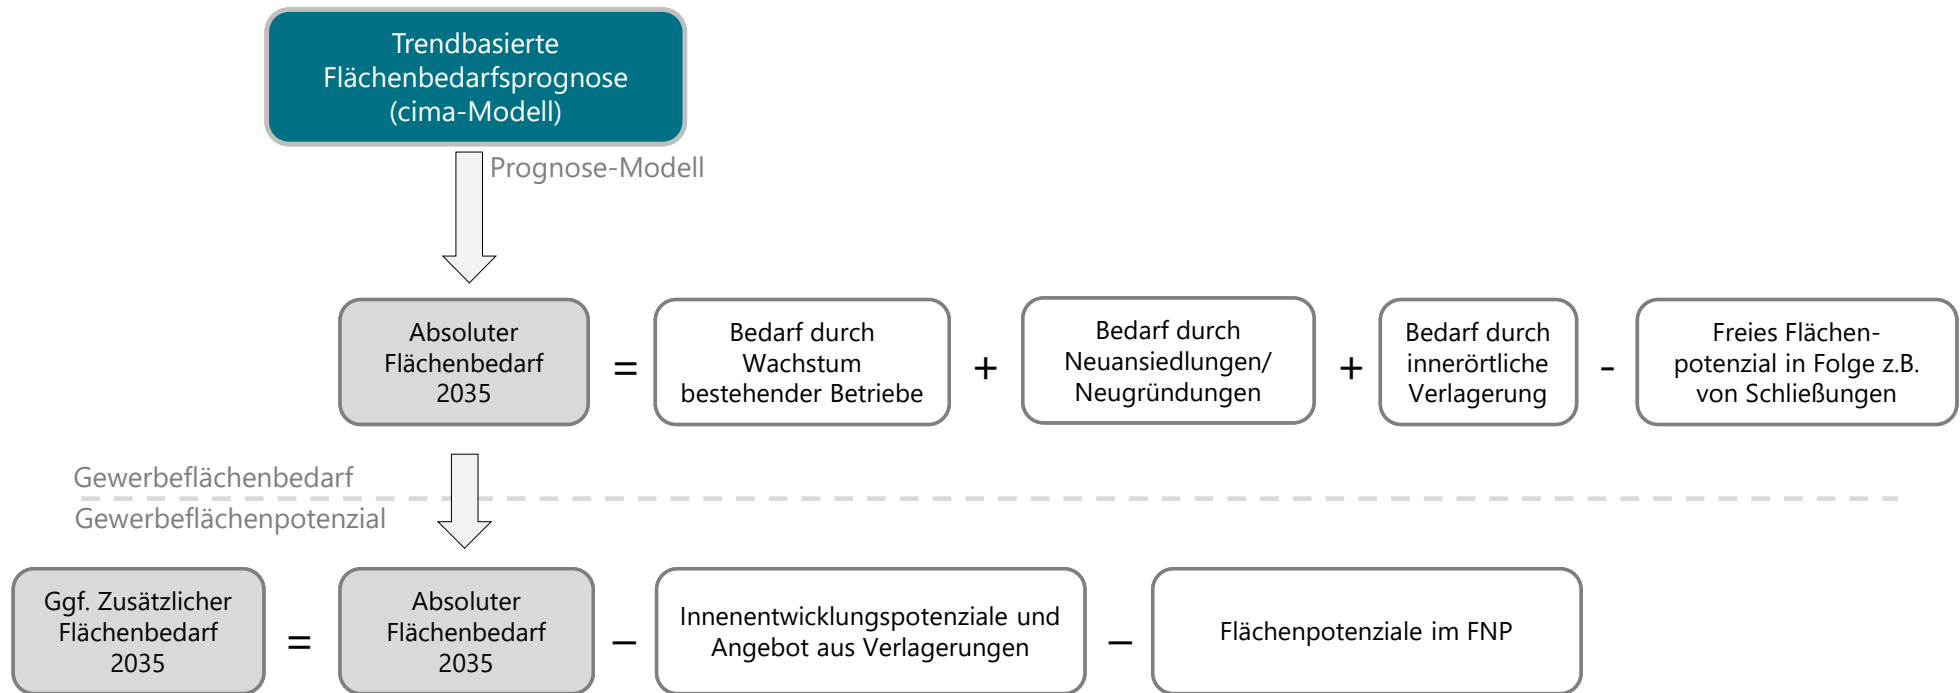 Trendbasierte
Flächenbedarfsprognose
(cima-Modell)
Prognose-Modell
Absoluter
Flächenbedarf
2035
=
Bedarf durch
Wachstum
bestehender Betriebe
+
Bedarf durch
Neuansiedlungen/
Neugründungen
+
Bedarf durch
innerörtliche
Verlagerung
-
Freies Flächen-
potenzial in Folge z.B.
von Schließungen
Gewerbeflächenbedarf
Gewerbeflächenpotenzial
Ggf. Zusätzlicher
Flächenbedarf
2035
=
Absoluter
Flächenbedarf
2035
–
Innenentwicklungspotenziale und
Angebot aus Verlagerungen
–
Flächenpotenziale im FNP